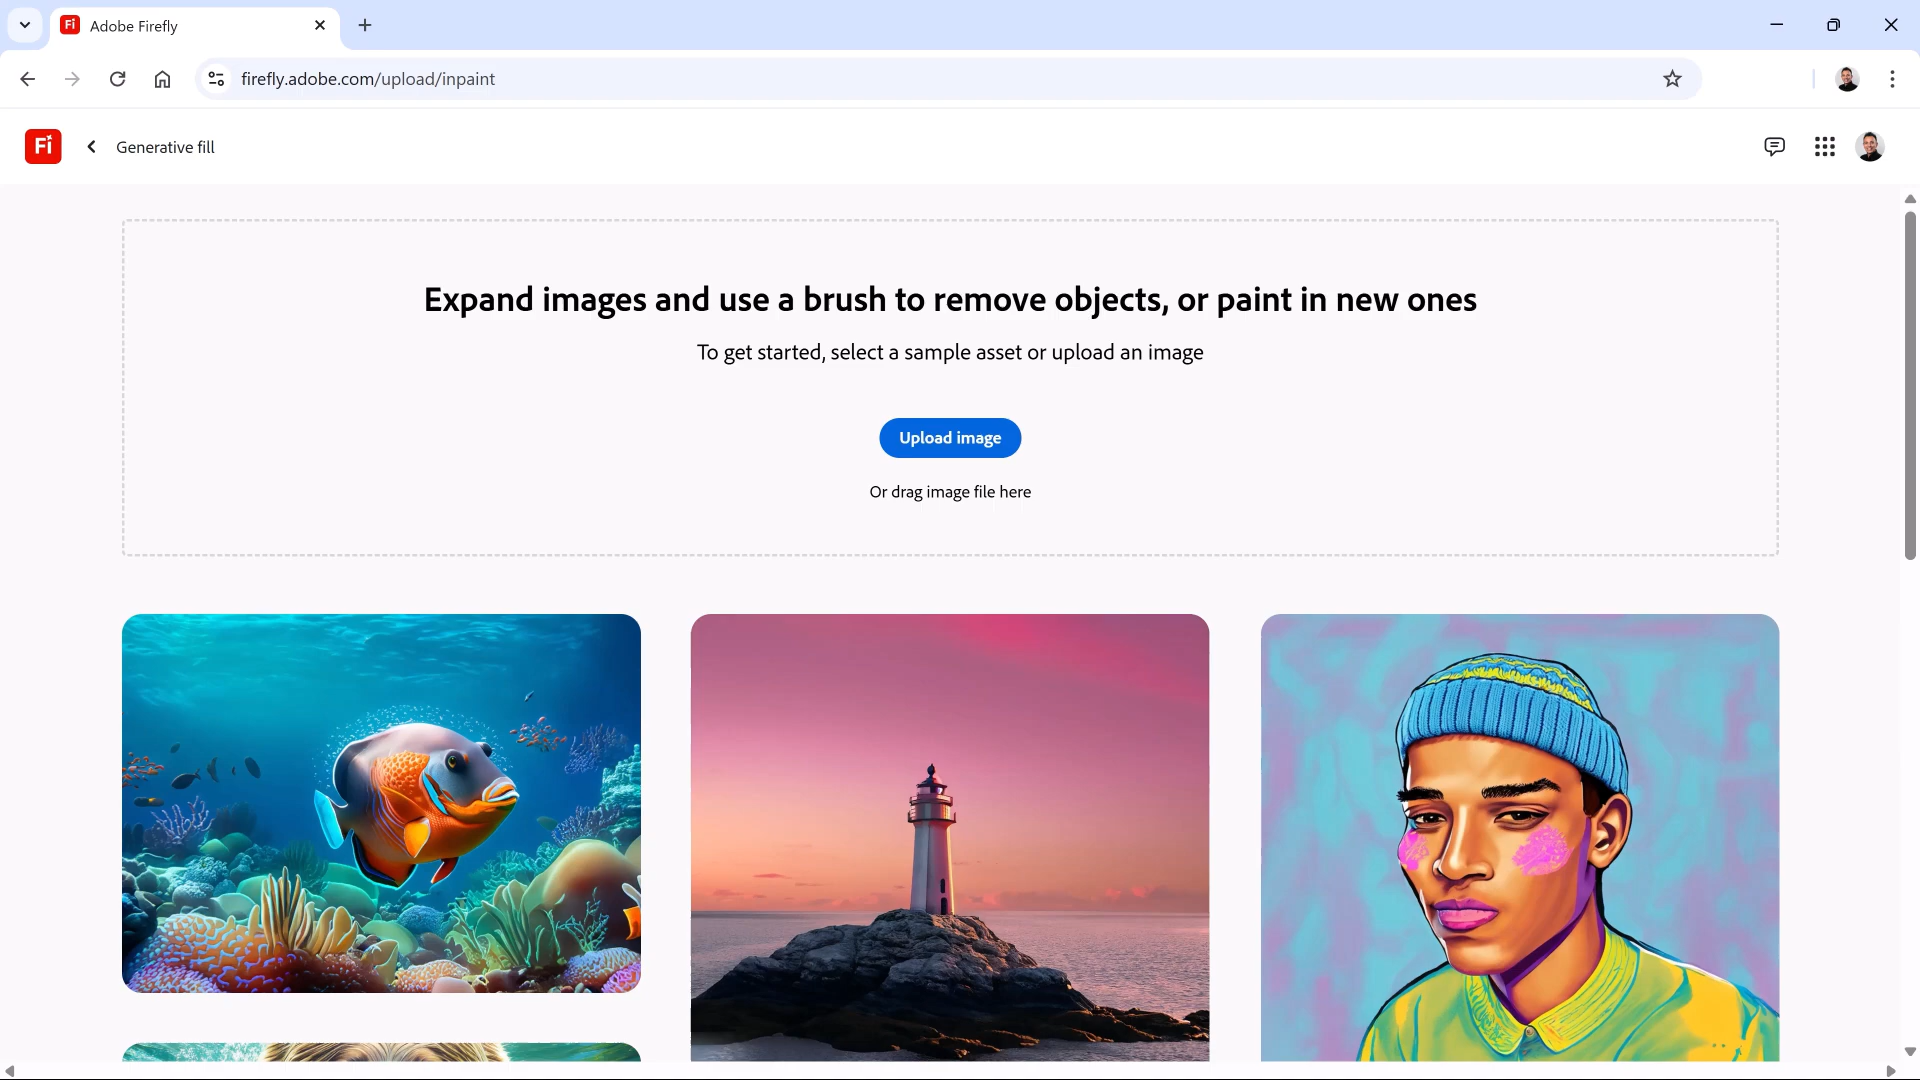 Fi Adobe Firefly
firefly.adobe.com/upload/inpaint
Fi Generative fill
Expand images and use a brush to remove objects, or paint in new ones
To get started, select a sample asset or upload an image
Upload image
Or drag image file here